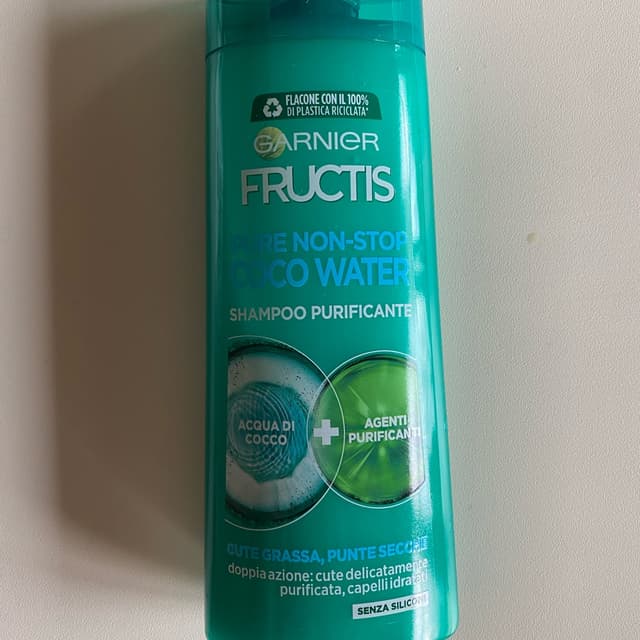 FLACONE CON IL 100%
DI PLASTICA RICICLATA*
GARNIER
FRUCTIS
PURE NON-STOP
COCO WATER
SHAMPOO PURIFICANTE
ACQUA DI
COCCO
+
AGENTI
PURIFICANTI
CUTE GRASSA, PUNTE SECCHE
doppia azione: cute delicatamente
purificata, capelli idratati
SENZA SILICONI